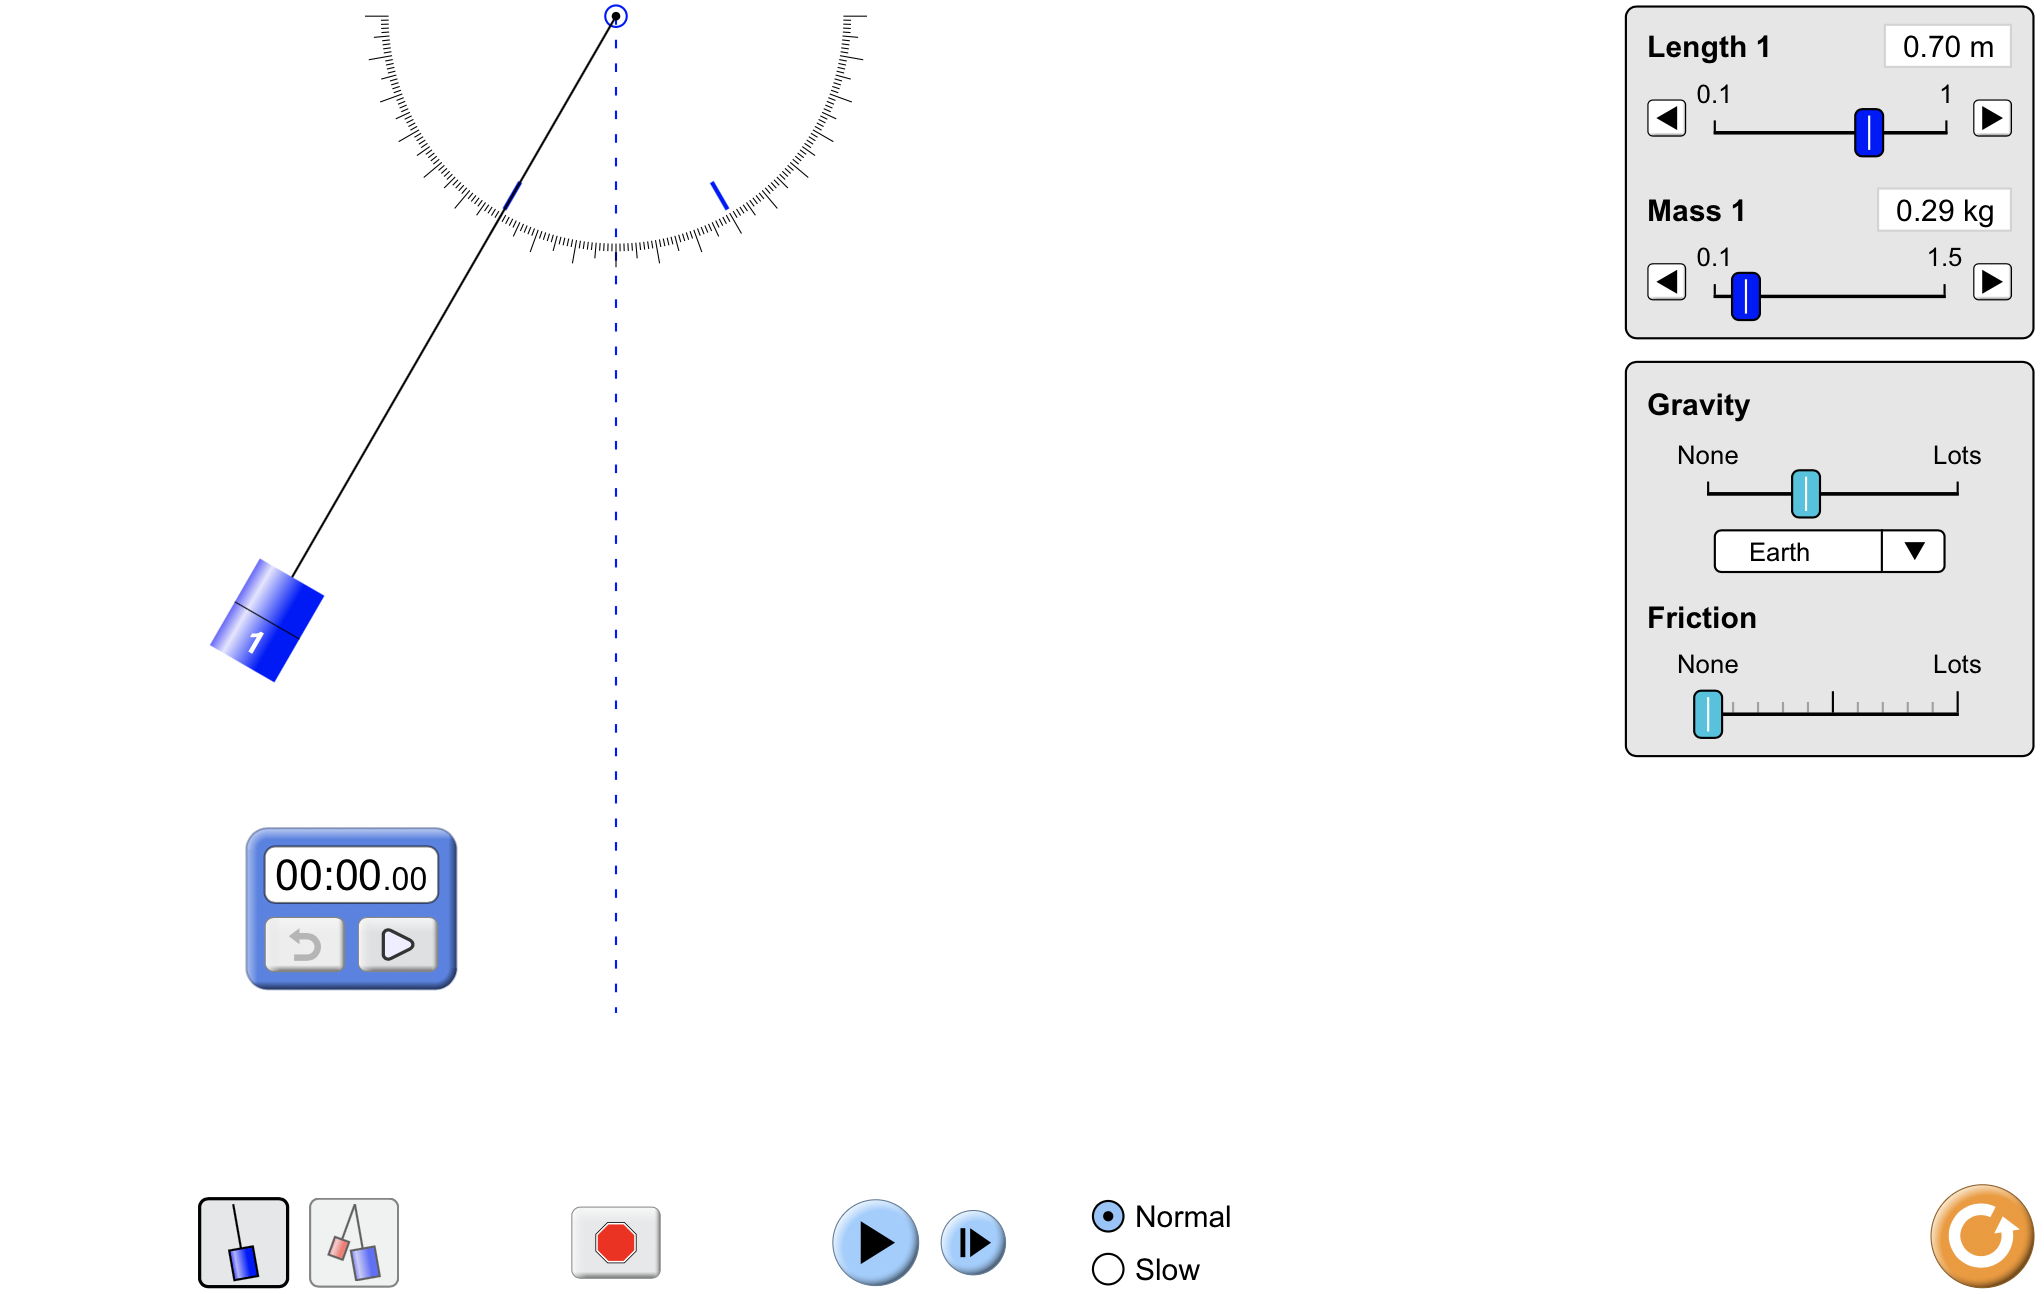 Length 1
0.70 m
0.1
1
Mass 1
0.29 kg
0.1
1.5
Gravity
None
Lots
Earth
Friction
None
Lots
1
00:00.00
Normal
Slow